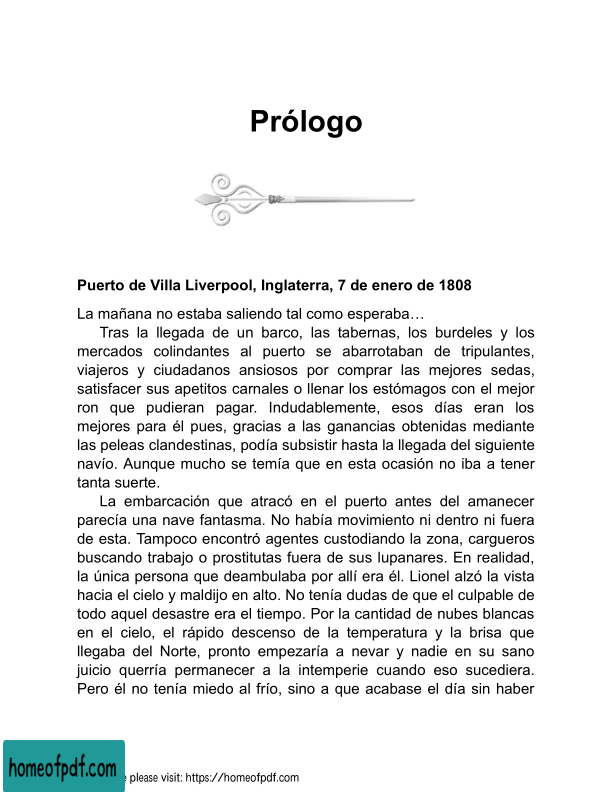 Prólogo
Puerto de Villa Liverpool, Inglaterra, 7 de enero de 1808
La mañana no estaba saliendo tal como esperaba…
Tras la llegada de un barco, las tabernas, los burdeles y los
mercados colindantes al puerto se abarrotaban de tripulantes,
viajeros y ciudadanos ansiosos por comprar las mejores sedas,
satisfacer sus apetitos carnales o llenar los estómagos con el mejor
ron que pudieran pagar. Indudablemente, esos días eran los
mejores para él pues, gracias a las ganancias obtenidas mediante
las peleas clandestinas, podía subsistir hasta la llegada del siguiente
navío. Aunque mucho se temía que en esta ocasión no iba a tener
tanta suerte.
La embarcación que atracó en el puerto antes del amanecer
parecía una nave fantasma. No había movimiento ni dentro ni fuera
de esta. Tampoco encontró agentes custodiando la zona, cargueros
buscando trabajo o prostitutas fuera de sus lupanares. En realidad,
la única persona que deambulaba por allí era él. Lionel alzó la vista
hacia el cielo y maldijo en alto. No tenía dudas de que el culpable de
todo aquel desastre era el tiempo. Por la cantidad de nubes blancas
en el cielo, el rápido descenso de la temperatura y la brisa que
llegaba del Norte, pronto empezaría a nevar y nadie en su sano
juicio querría permanecer a la intemperie cuando eso sucediera.
Pero él no tenía miedo al frío, sino a que acabase el día sin haber
homeofpdf.com
e please visit: https://homeofpdf.com